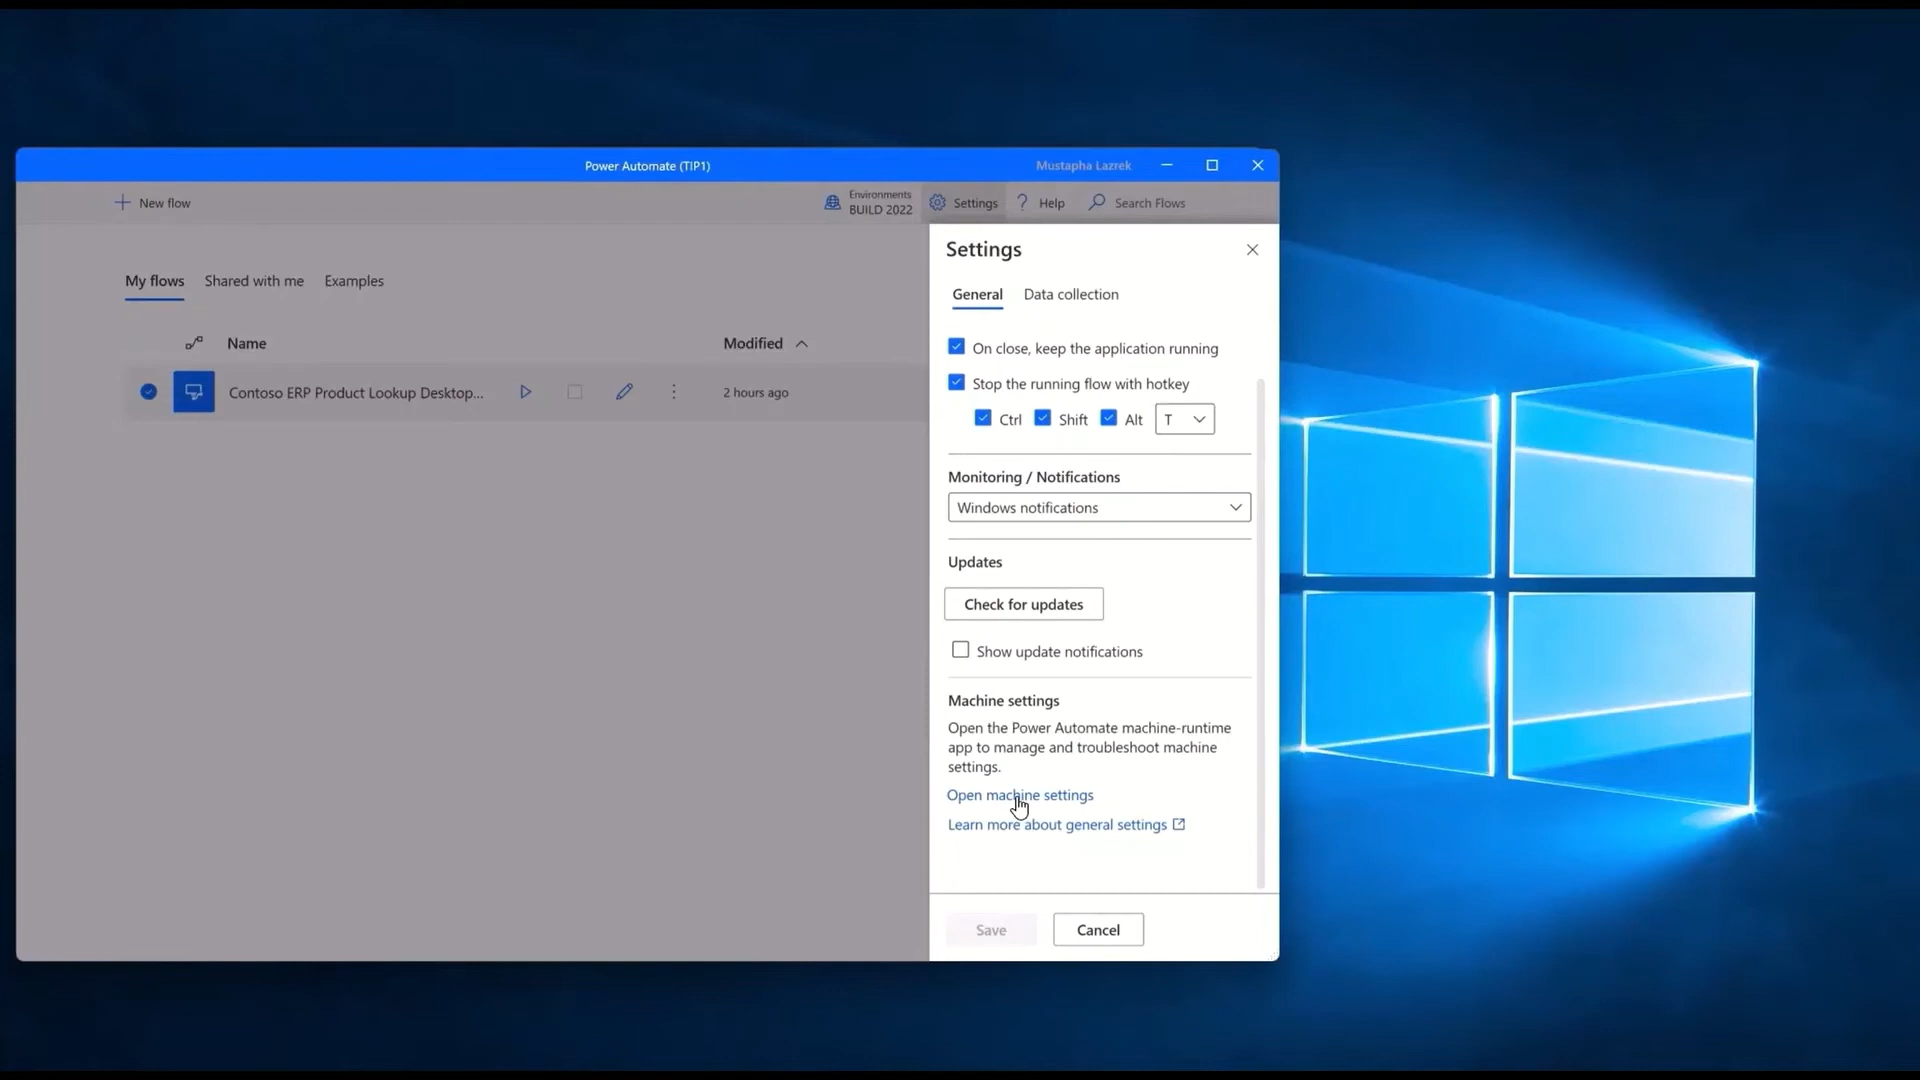 Power Automate (TIP1)
Mustapha Lazrek
New flow
Environments
BUILD 2022
Settings
Help
Search Flows
My flows
Shared with me
Examples
Name
Modified
Contoso ERP Product Lookup Desktop...
2 hours ago
Settings
General
Data collection
On close, keep the application running
Stop the running flow with hotkey
Ctrl
Shift
Alt
T
Monitoring / Notifications
Windows notifications
Updates
Check for updates
Show update notifications
Machine settings
Open the Power Automate machine-runtime
app to manage and troubleshoot machine
settings.
Open machine settings
Learn more about general settings
Save
Cancel